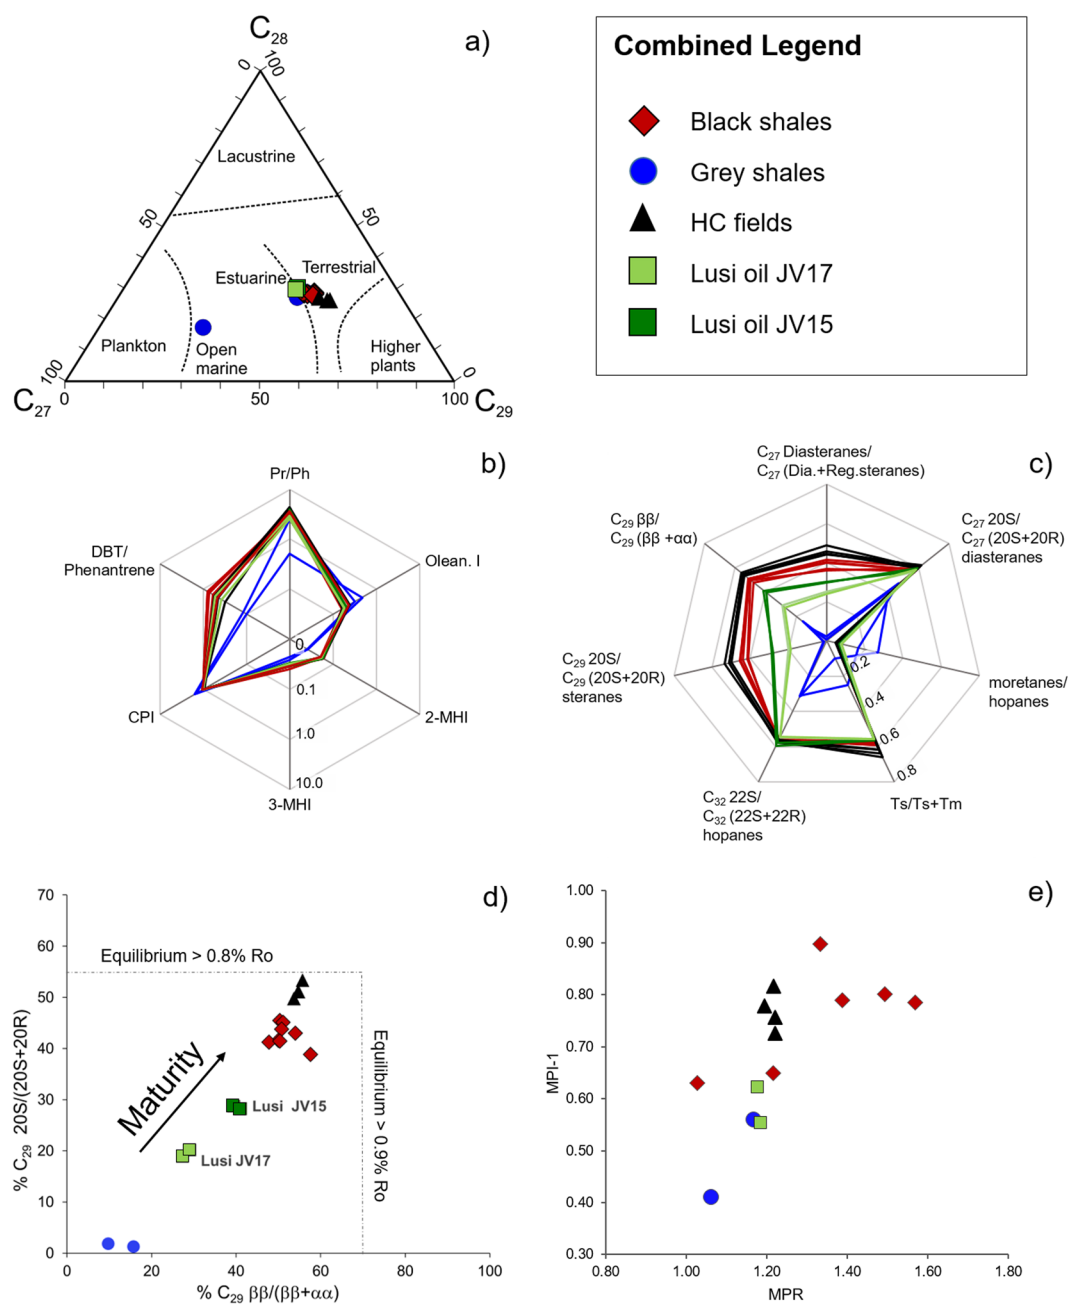 C28
a)
0
100
Lacustrine
50
50
Estuarine
Terrestrial
Plankton
Open
marine
Higher
plants
100
0
C27
0
50
100
C29
Combined Legend
Black shales
Grey shales
HC fields
Lusi oil JV17
Lusi oil JV15
b)
Pr/Ph
DBT/
Phenantrene
Olean. I
0
0.1
1.0
10.0
CPI
2-MHI
3-MHI
c)
C27 Diasteranes/
C27 (Dia.+Reg.steranes)
C29 ββ/
C29 (ββ +αα)
C27 20S/
C27 (20S+20R)
diasteranes
C29 20S/
C29 (20S+20R)
steranes
moretanes/
hopanes
0.2
0.4
0.6
0.8
C32 22S/
C32 (22S+22R)
hopanes
Ts/Ts+Tm
d)
70
60
50
40
30
20
10
0
% C29 20S/(20S+20R)
Equilibrium > 0.8% Ro
Equilibrium > 0.9% Ro
Maturity
Lusi JV15
Lusi JV17
0
20
40
60
80
100
% C29 ββ/(ββ+αα)
e)
1.00
0.90
0.80
0.70
0.60
0.50
0.40
0.30
MPI-1
0.80
1.00
1.20
1.40
1.60
1.80
MPR